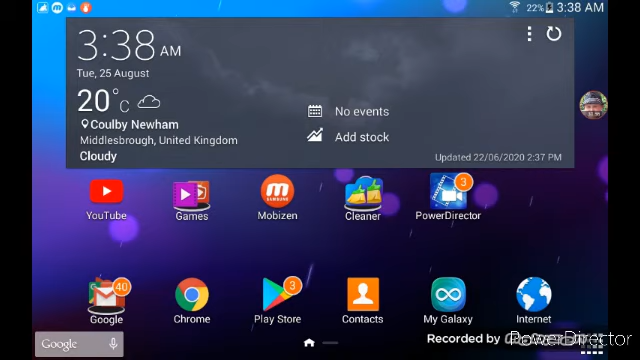 22% 3:38 AM
3:38 AM
Tue, 25 August
20°C
Coulby Newham
Middlesbrough, United Kingdom
Cloudy
No events
Add stock
Updated 22/06/2020 2:37 PM
YouTube
Games
Mobizen
SAMSUNG
Cleaner
PowerDirector
3
Google
40
Chrome
Play Store
3
Contacts
My Galaxy
Internet
Google
Recorded by
PowerDirector